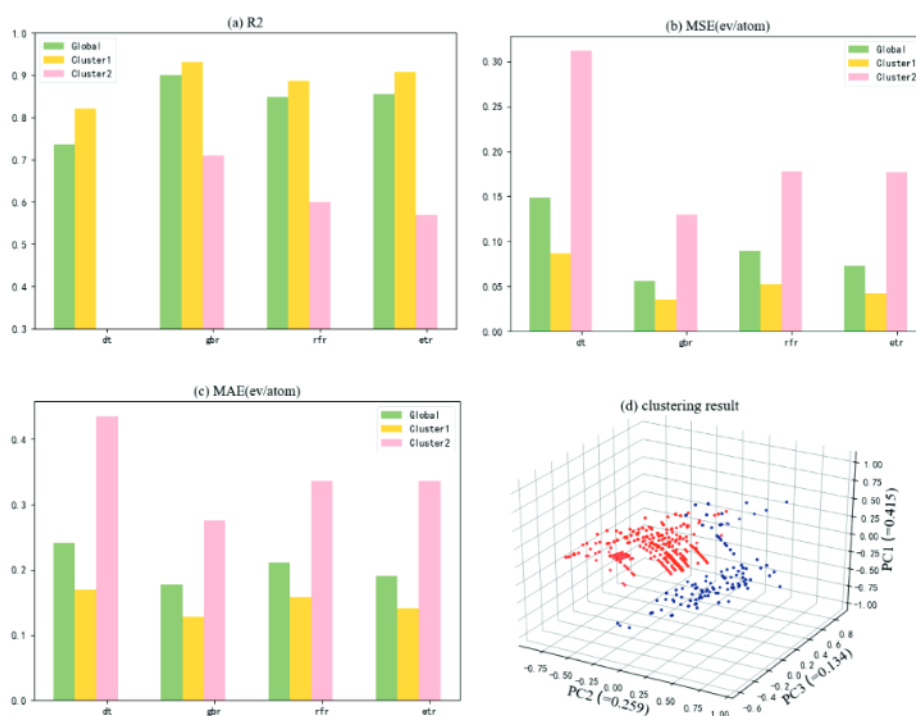 (a) R2
1.0
0.9
0.8
0.7
0.6
0.5
0.4
0.3
Global
Cluster1
Cluster2
dt gbr rfr etr
(b) MSE(ev/atom)
0.30
0.25
0.20
0.15
0.10
0.05
0.00
Global
Cluster1
Cluster2
dt gbr rfr etr
(c) MAE(ev/atom)
0.4
0.3
0.2
0.1
0.0
Global
Cluster1
Cluster2
dt gbr rfr etr
(d) clustering result
1.00
0.75
0.50
0.25
0.00
-0.25
-0.50
-0.75
-1.00
PC1 (=0.415)
0.8
0.6
0.4
0.2
0.0
-0.2
-0.4
-0.6
PC3 (=0.134)
-0.75
-0.50
-0.25
0.00
0.25
0.50
0.75
1.00
PC2 (=0.259)